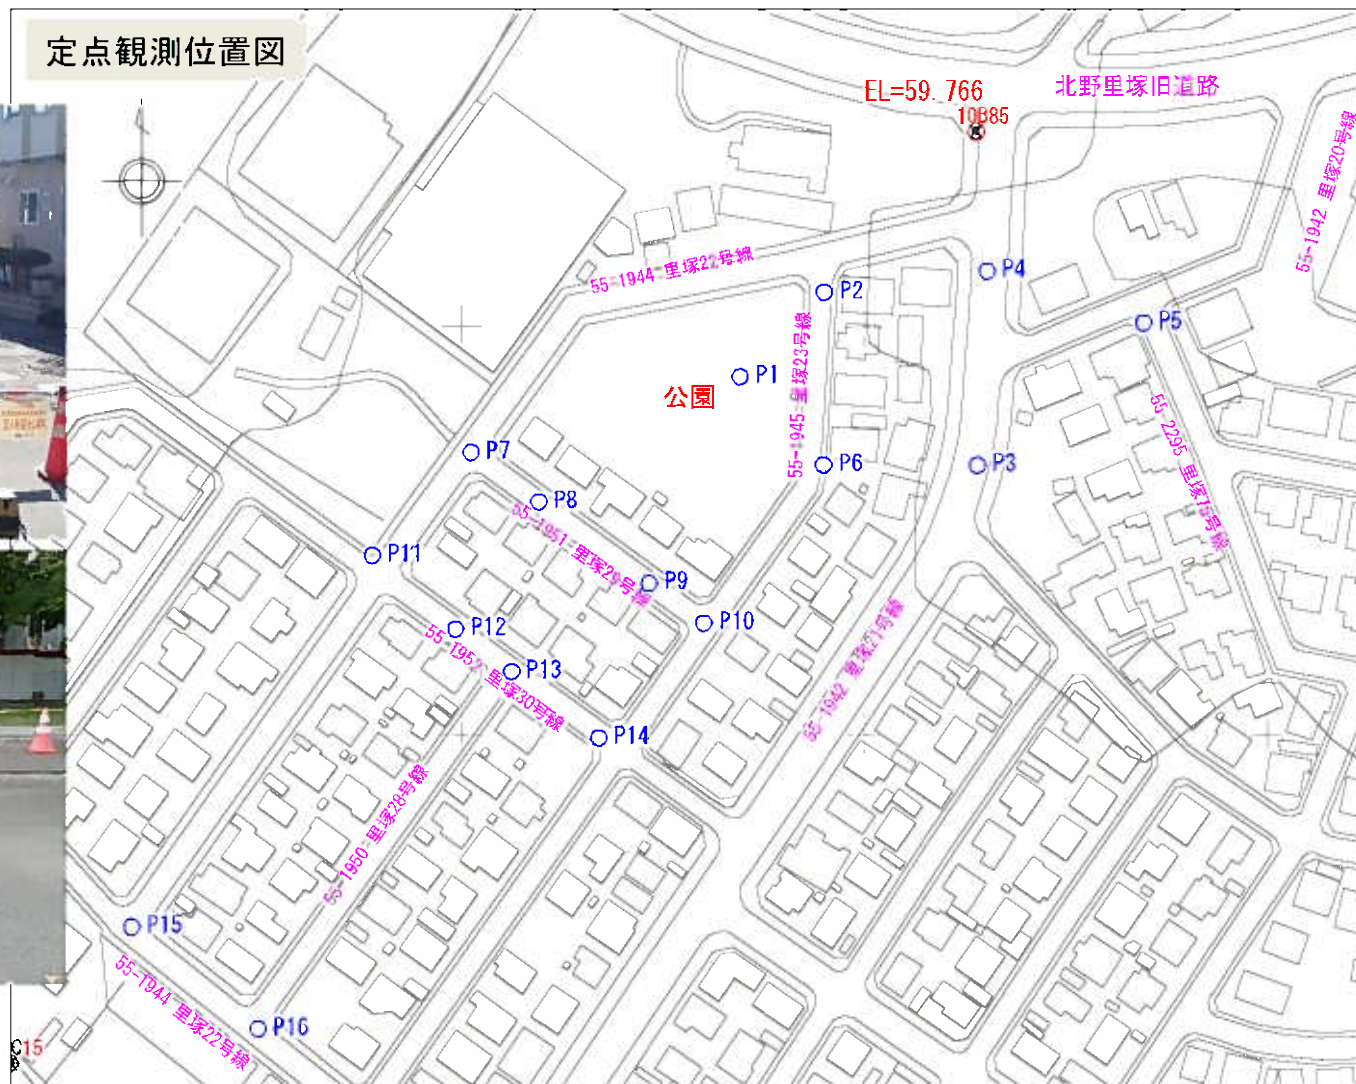 定点観測位置図
EL=59.766
10B85
北野里塚旧道路
55-1942 里塚20号線
55-1944 里塚22号線
P4
P2
P5
55-1945 里塚23号線
P1
公園
55-2295 里塚15号線
P7
P6
P3
P8
55-1951 里塚29号線
P11
P9
P10
P12
55-1952 里塚30号線
P13
55-1942 里塚21号線
P14
55-1950 里塚28号線
P15
55-1944 里塚22号線
P16
C15